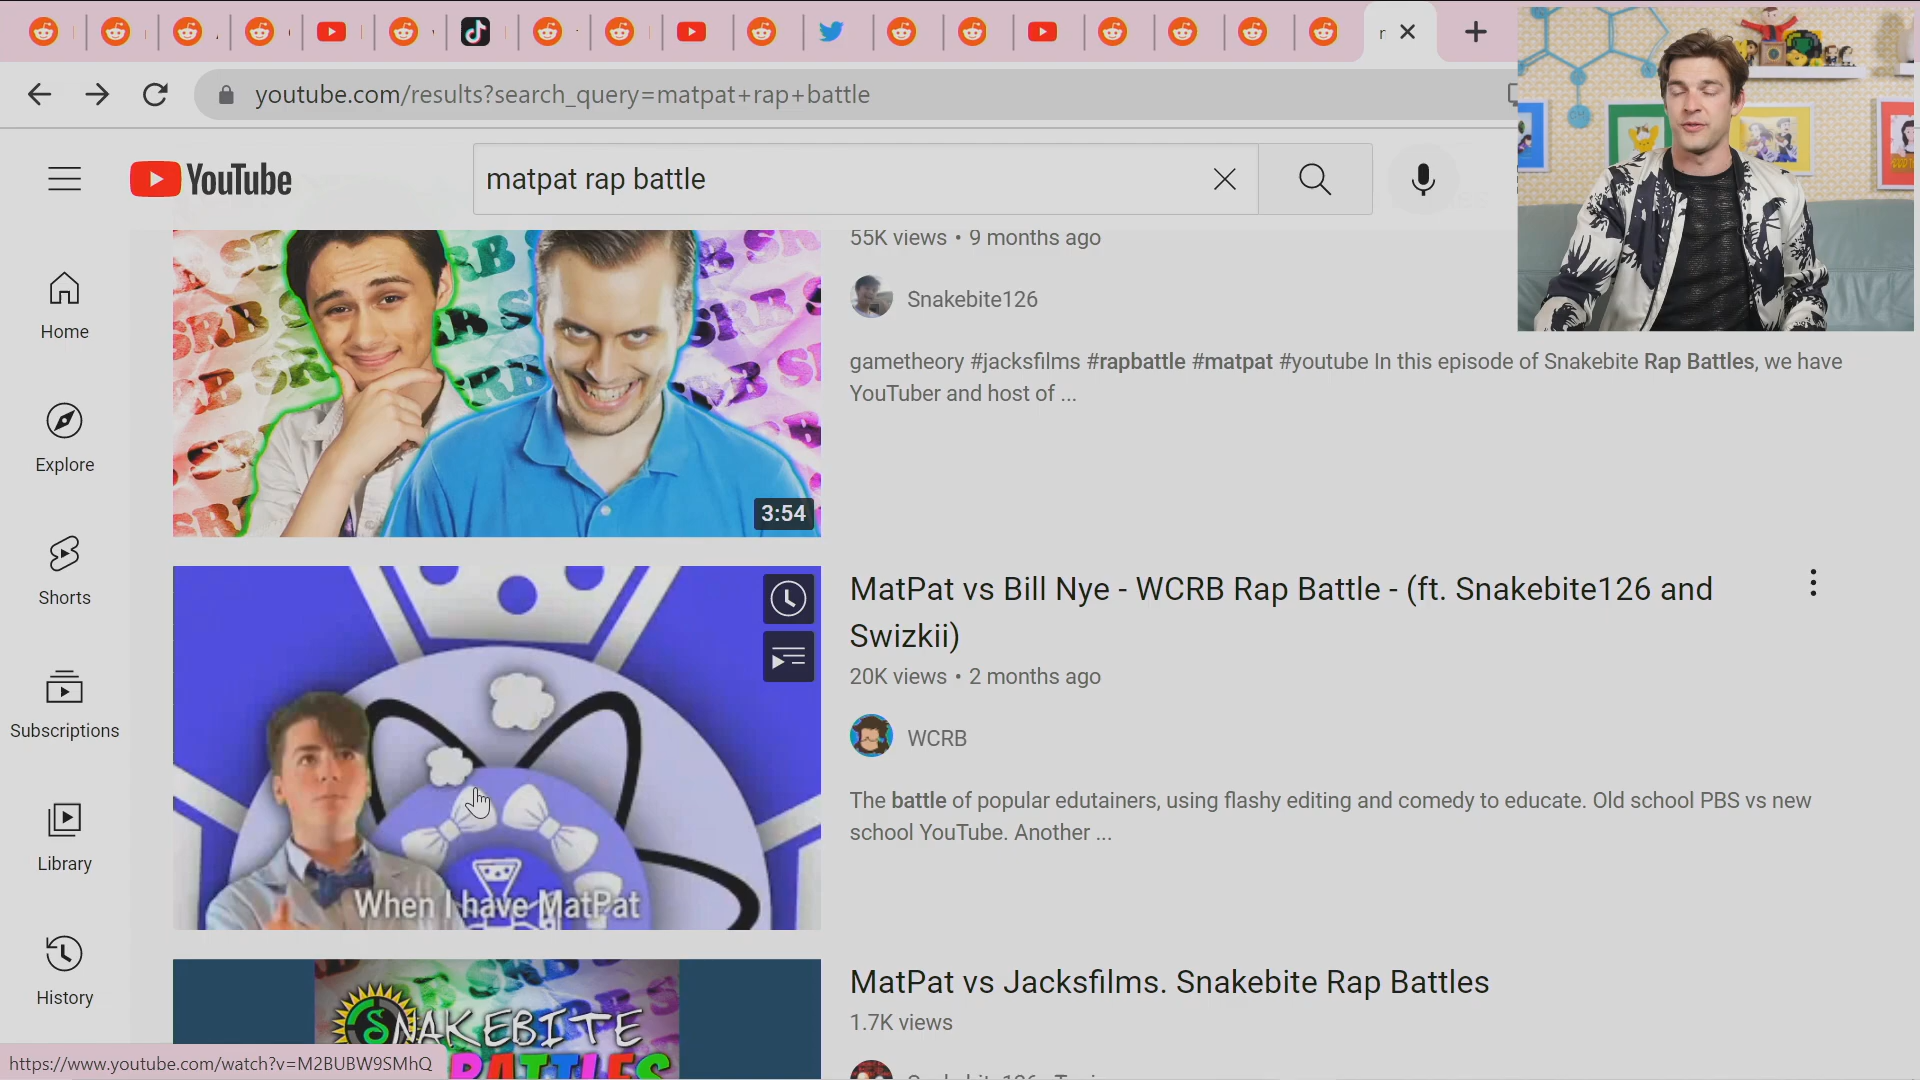 youtube.com/results?search_query=matpat+rap+battle
YouTube
matpat rap battle
55K views • 9 months ago
Snakebite126
gametheory #jacksfilms #rapbattle #matpat #youtube In this episode of Snakebite Rap Battles, we have
YouTuber and host of ...
3:54
Home
Explore
Shorts
Subscriptions
Library
History
MatPat vs Bill Nye - WCRB Rap Battle - (ft. Snakebite126 and
Swizkii)
20K views • 2 months ago
WCRB
The battle of popular edutainers, using flashy editing and comedy to educate. Old school PBS vs new
school YouTube. Another ...
When I have MatPat
MatPat vs Jacksfilms. Snakebite Rap Battles
1.7K views
SNAKEBITE
BATTLES
https://www.youtube.com/watch?v=M2BUBW9SMhQ